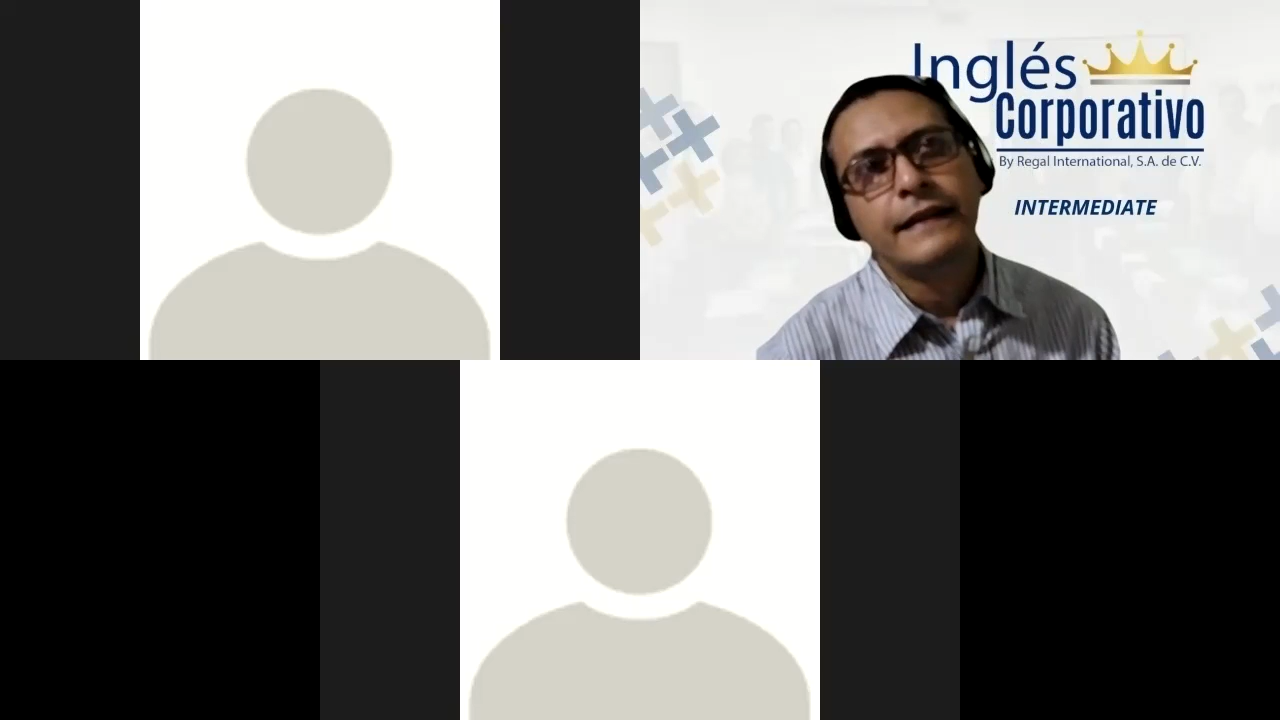 Inglés
Corporativo
By Regal International, S.A. de C.V.
INTERMEDIATE